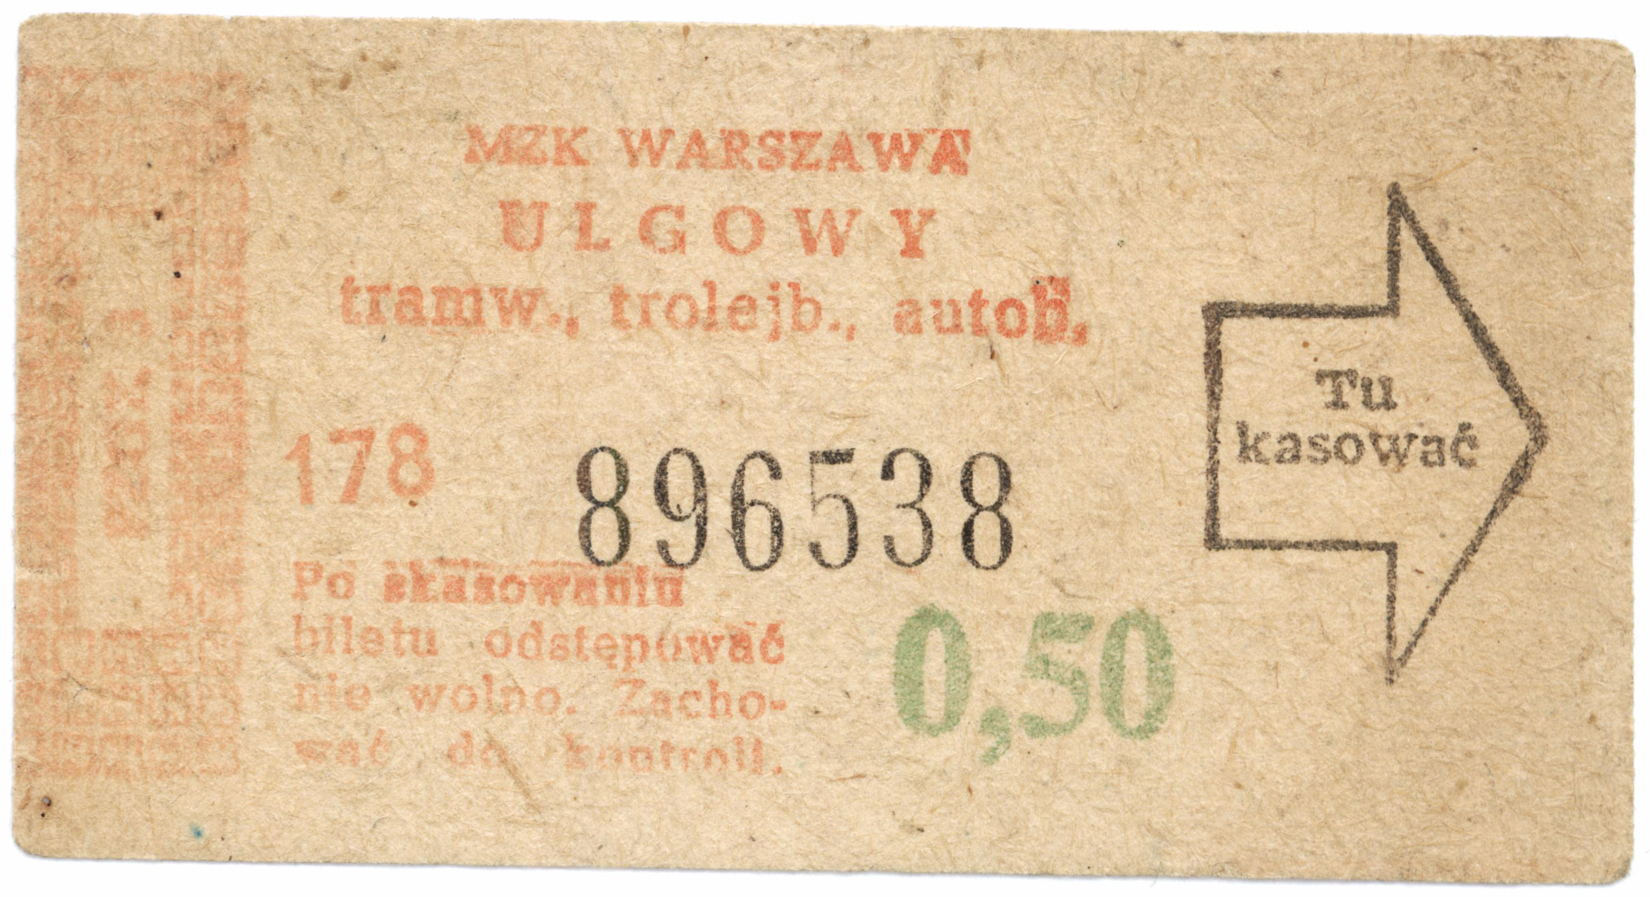 MZK WARSZAWA
ULGOWY
tramw., trolejb., autob.
178
896538
Po skasowaniu
biletu odstępować
nie wolno. Zacho-
wać do kontroli.
0,50
Tu
kasować